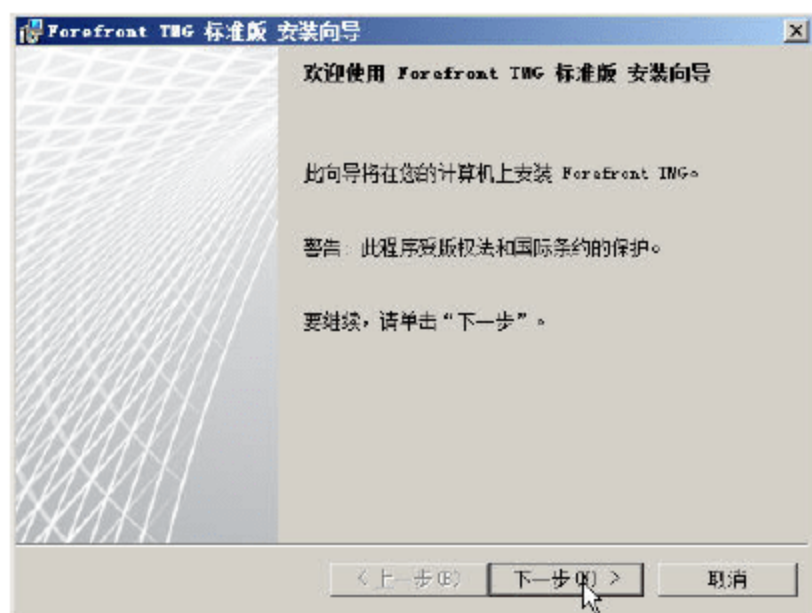 Forefront TMG 标准版 安装向导
欢迎使用 Forefront TMG 标准版 安装向导
此向导将在您的计算机上安装 Forefront TMG。
警告: 此程序受版权法和国际条约的保护。
要继续，请单击“下一步”。
< 上一步(B)
下一步(N) >
取消